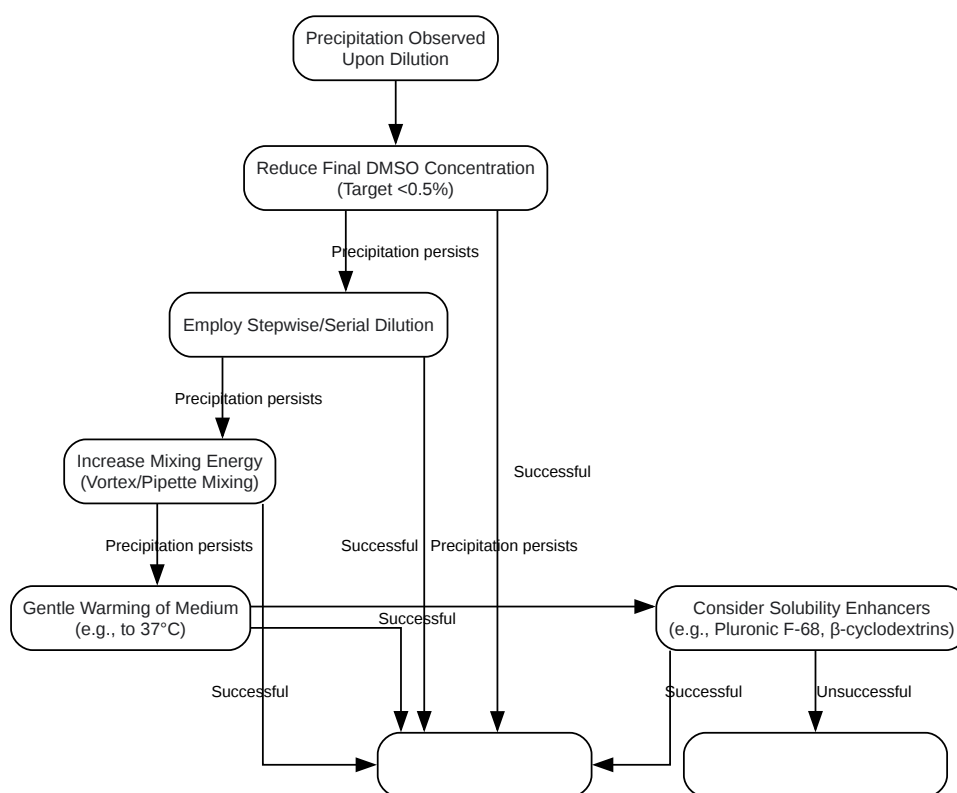 Precipitation Observed
Upon Dilution
Reduce Final DMSO Concentration
(Target <0.5%)
Precipitation persists
Employ Stepwise/Serial Dilution
Precipitation persists
Increase Mixing Energy
(Vortex/Pipette Mixing)
Successful
Precipitation persists
Successful
Precipitation persists
Gentle Warming of Medium
(e.g., to 37°C)
Successful
Consider Solubility Enhancers
(e.g., Pluronic F-68, β-cyclodextrins)
Successful
Successful
Unsuccessful